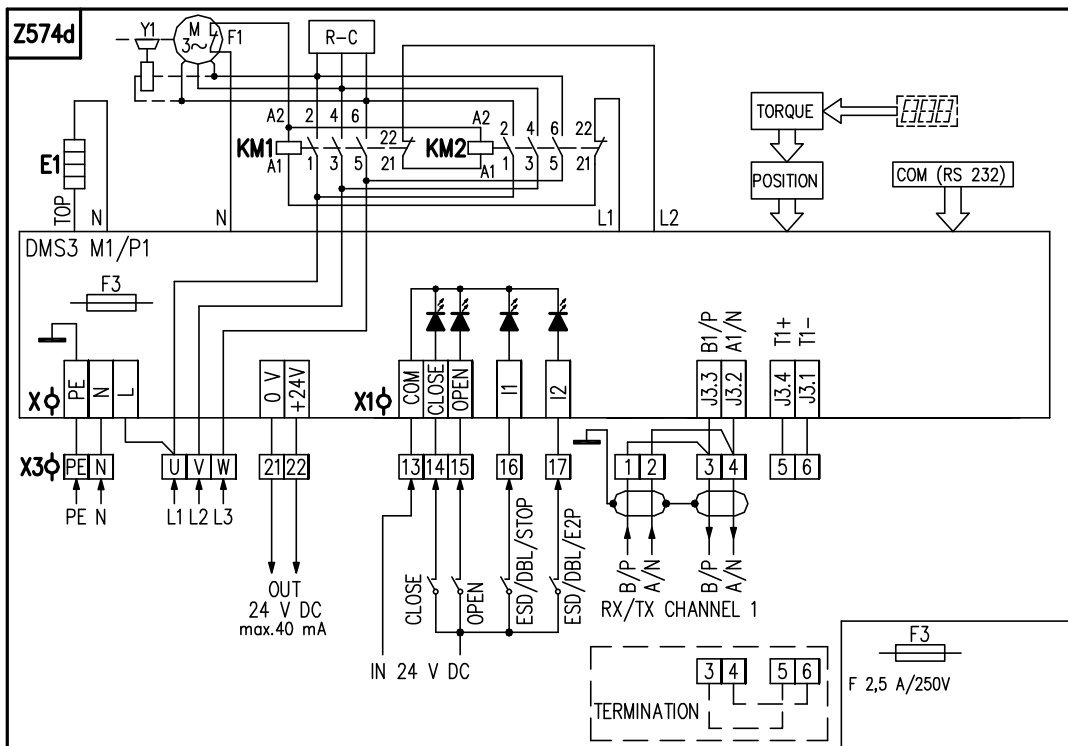 Z574d
Y1
M
3~
F1
R-C
A2 2 4 6 22
KM1
A1 1 3 5 21
A2 2 4 6 22
KM2
A1 1 3 5 21
TORQUE
POSITION
COM (RS 232)
E1
TOP
N
N
L1
L2
DMS3 M1/P1
F3
X
PE
N
L
0 V
+24V
X1
COM
CLOSE
OPEN
I1
I2
B1/P
A1/N
J3.3
J3.2
T1+
T1-
J3.4
J3.1
X3
PE N U V W 21 22 13 14 15 16 17 1 2 3 4 5 6
PE N L1 L2 L3
OUT
24 V DC
max.40 mA
CLOSE
OPEN
ESD/DBL/STOP
ESD/DBL/E2P
IN 24 V DC
B/P
A/N
B/P
A/N
RX/TX CHANNEL 1
3 4 5 6
TERMINATION
F3
F 2,5 A/250V